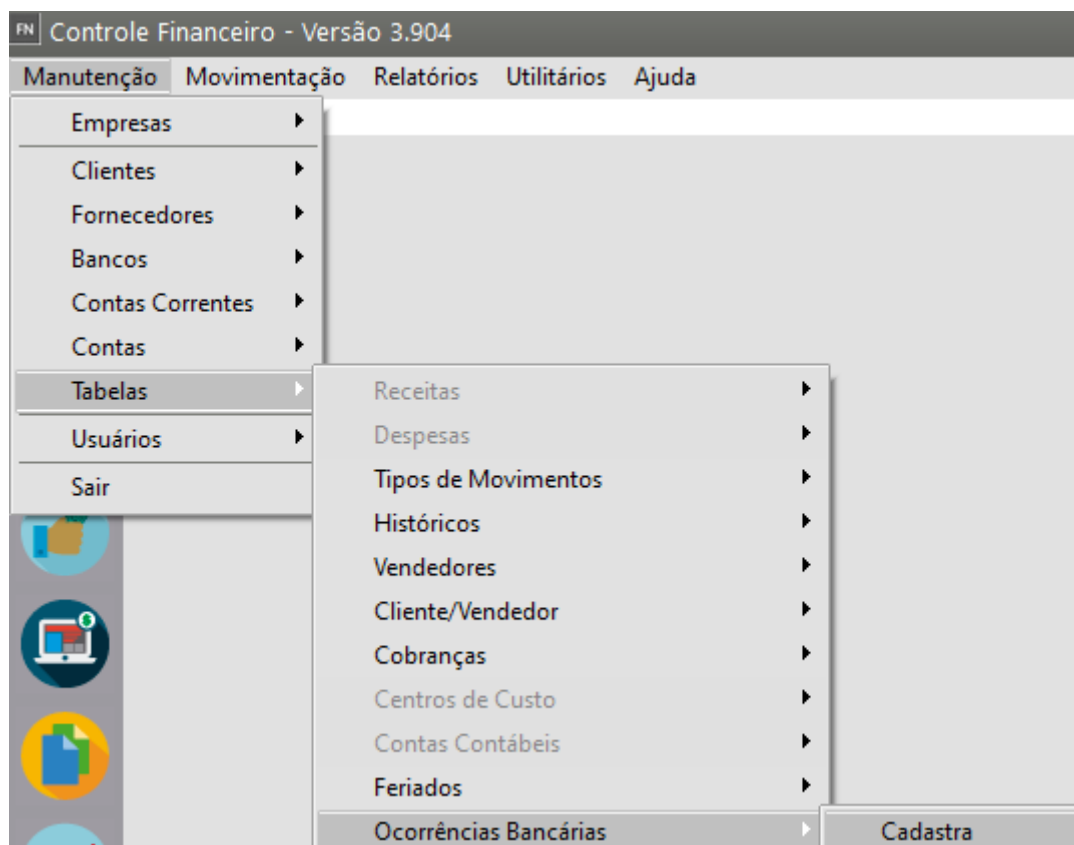 FN Controle Financeiro - Versão 3.904
Manutenção Movimentação Relatórios Utilitários Ajuda
Empresas
Clientes
Fornecedores
Bancos
Contas Correntes
Contas
Tabelas
Usuários
Sair
Receitas
Despesas
Tipos de Movimentos
Históricos
Vendedores
Cliente/Vendedor
Cobranças
Centros de Custo
Contas Contábeis
Feriados
Ocorrências Bancárias
Cadastra